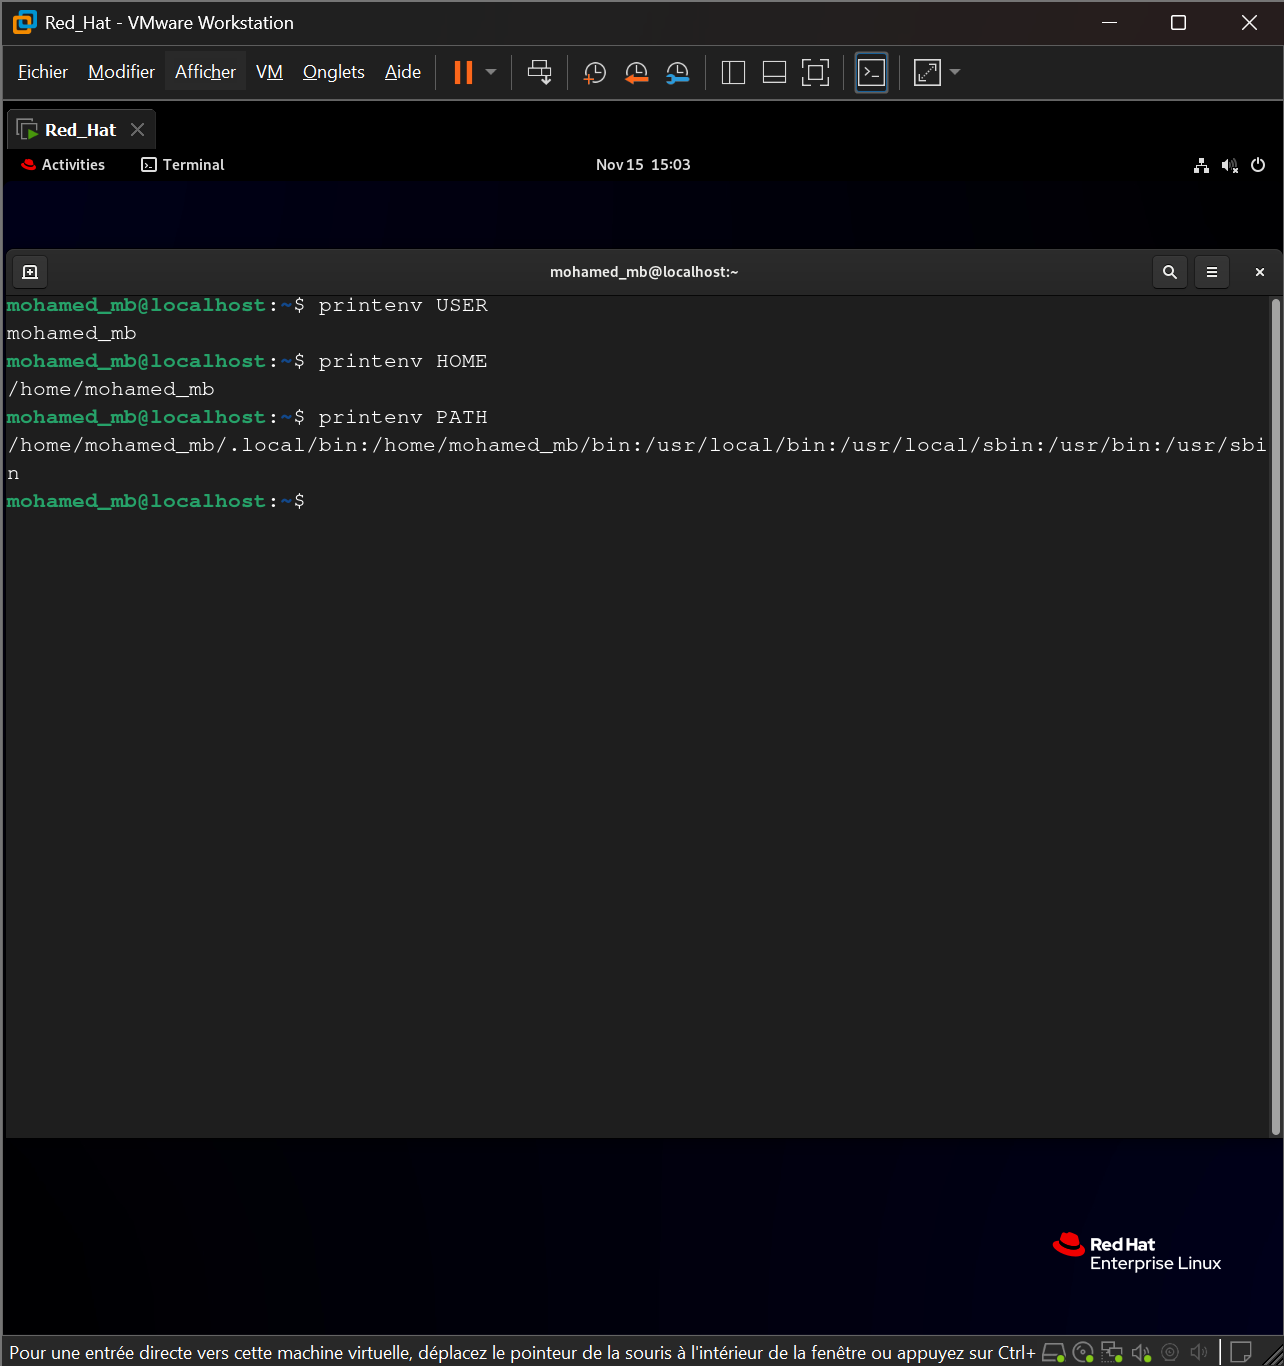 Red_Hat - VMware Workstation
Fichier Modifier Afficher VM Onglets Aide
Red_Hat
Activities Terminal Nov 15 15:03
mohamed_mb@localhost:~
mohamed_mb@localhost:~$ printenv USER
mohamed_mb
mohamed_mb@localhost:~$ printenv HOME
/home/mohamed_mb
mohamed_mb@localhost:~$ printenv PATH
/home/mohamed_mb/.local/bin:/home/mohamed_mb/bin:/usr/local/bin:/usr/local/sbin:/usr/bin:/usr/sbi
n
mohamed_mb@localhost:~$
Red Hat
Enterprise Linux
Pour une entrée directe vers cette machine virtuelle, déplacez le pointeur de la souris à l'intérieur de la fenêtre ou appuyez sur Ctrl+